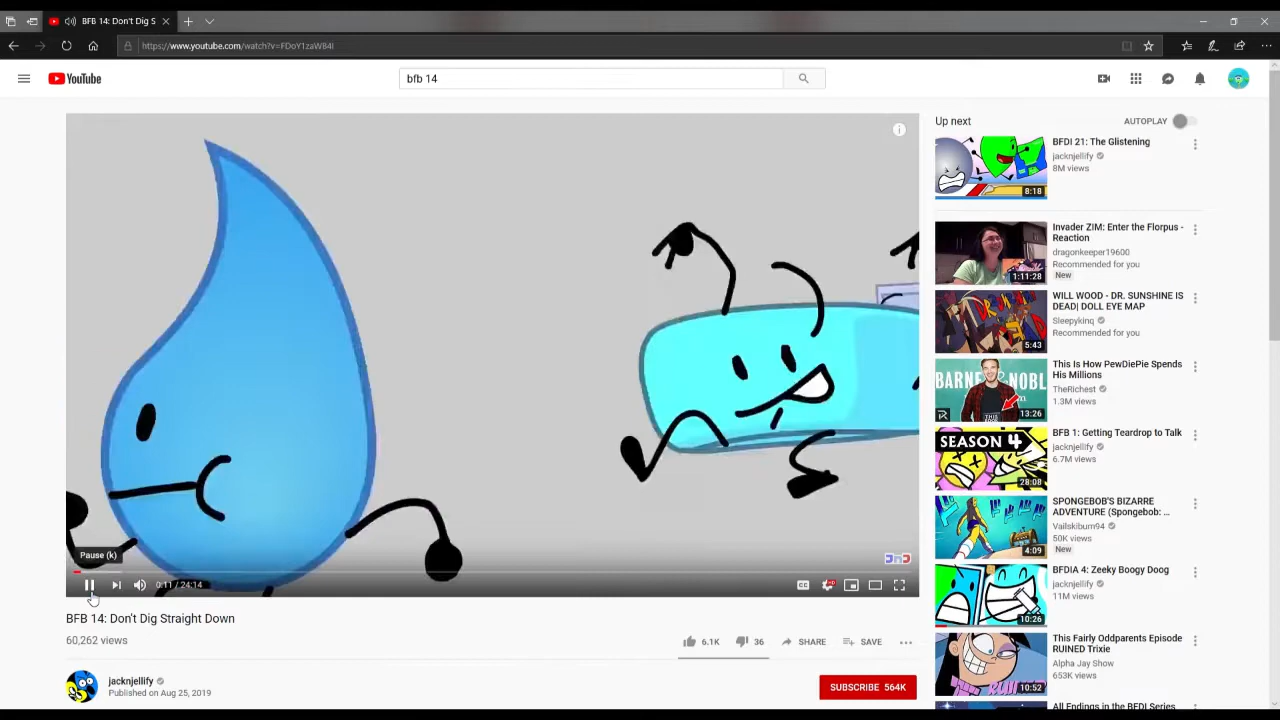 BFB 14: Don't Dig S
https://www.youtube.com/watch?v=FDoY1zaW84I
YouTube
bfb 14
Up next
AUTOPLAY
BFDI 21: The Glistening
jacknjellify
8M views
8:18
Invader ZIM: Enter the Florpus -
Reaction
dragonkeeper19600
Recommended for you
New
1:11:28
WILL WOOD - DR. SUNSHINE IS
DEAD| DOLL EYE MAP
Sleepykinq
Recommended for you
5:43
This Is How PewDiePie Spends
His Millions
TheRichest
1.3M views
BARNE & NOBL
THIS
13:26
BFB 1: Getting Teardrop to Talk
jacknjellify
6.7M views
SEASON 4
28:08
SPONGEBOB'S BIZARRE
ADVENTURE (Spongebob: ...
Vailskibum94
50K views
New
4:09
BFDIA 4: Zeeky Boogy Doog
jacknjellify
11M views
10:26
This Fairly OddParents Episode
RUINED Trixie
Alpha Jay Show
653K views
10:52
All Endings in the BFDI Series
Pause (k)
0:11 / 24:14
CC
HD
BFB 14: Don't Dig Straight Down
60,262 views
6.1K
36
SHARE
SAVE
jacknjellify
Published on Aug 25, 2019
SUBSCRIBE 564K